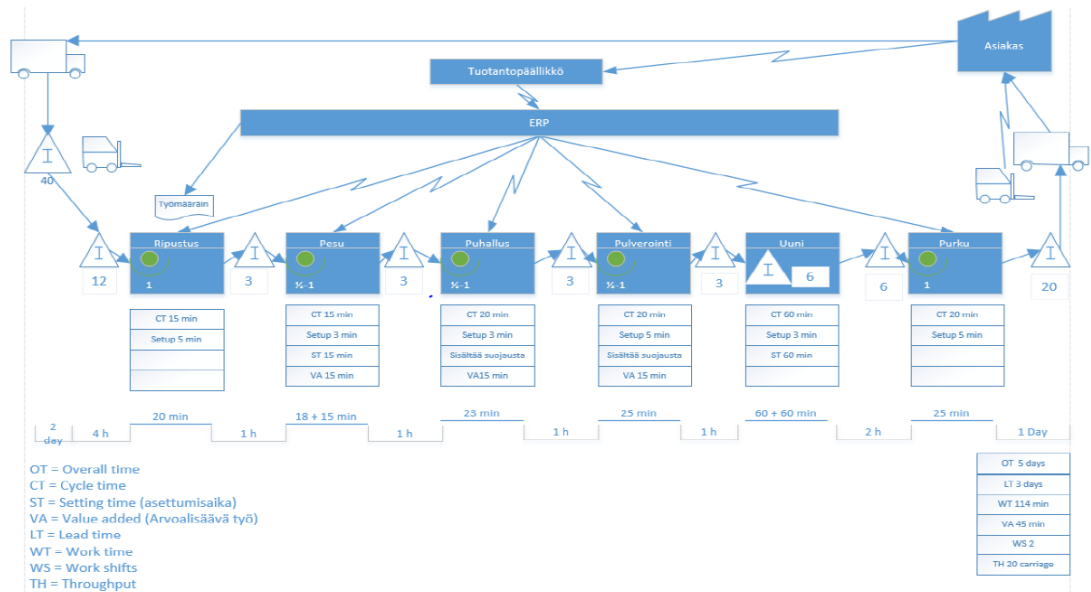 Asiakas
Tuotantopäällikkö
ERP
I
40
Työmääräin
I
12
Ripustus
1
I
3
Pesu
½-1
I
3
Puhallus
½-1
I
3
Pulverointi
½-1
I
3
Uuni
I
6
I
6
Purku
1
I
20
CT 15 min
Setup 5 min
CT 15 min
Setup 3 min
ST 15 min
VA 15 min
CT 20 min
Setup 3 min
Sisältää suojausta
VA15 min
CT 20 min
Setup 5 min
Sisältää suojausta
VA 15 min
CT 60 min
Setup 3 min
ST 60 min
CT 20 min
Setup 5 min
2 day
4 h
20 min
1 h
18 + 15 min
1 h
23 min
1 h
25 min
1 h
60 + 60 min
2 h
25 min
1 Day
OT = Overall time
CT = Cycle time
ST = Setting time (asettumisaika)
VA = Value added (Arvoalisäävä työ)
LT = Lead time
WT = Work time
WS = Work shifts
TH = Throughput
OT 5 days
LT 3 days
WT 114 min
VA 45 min
WS 2
TH 20 carriage